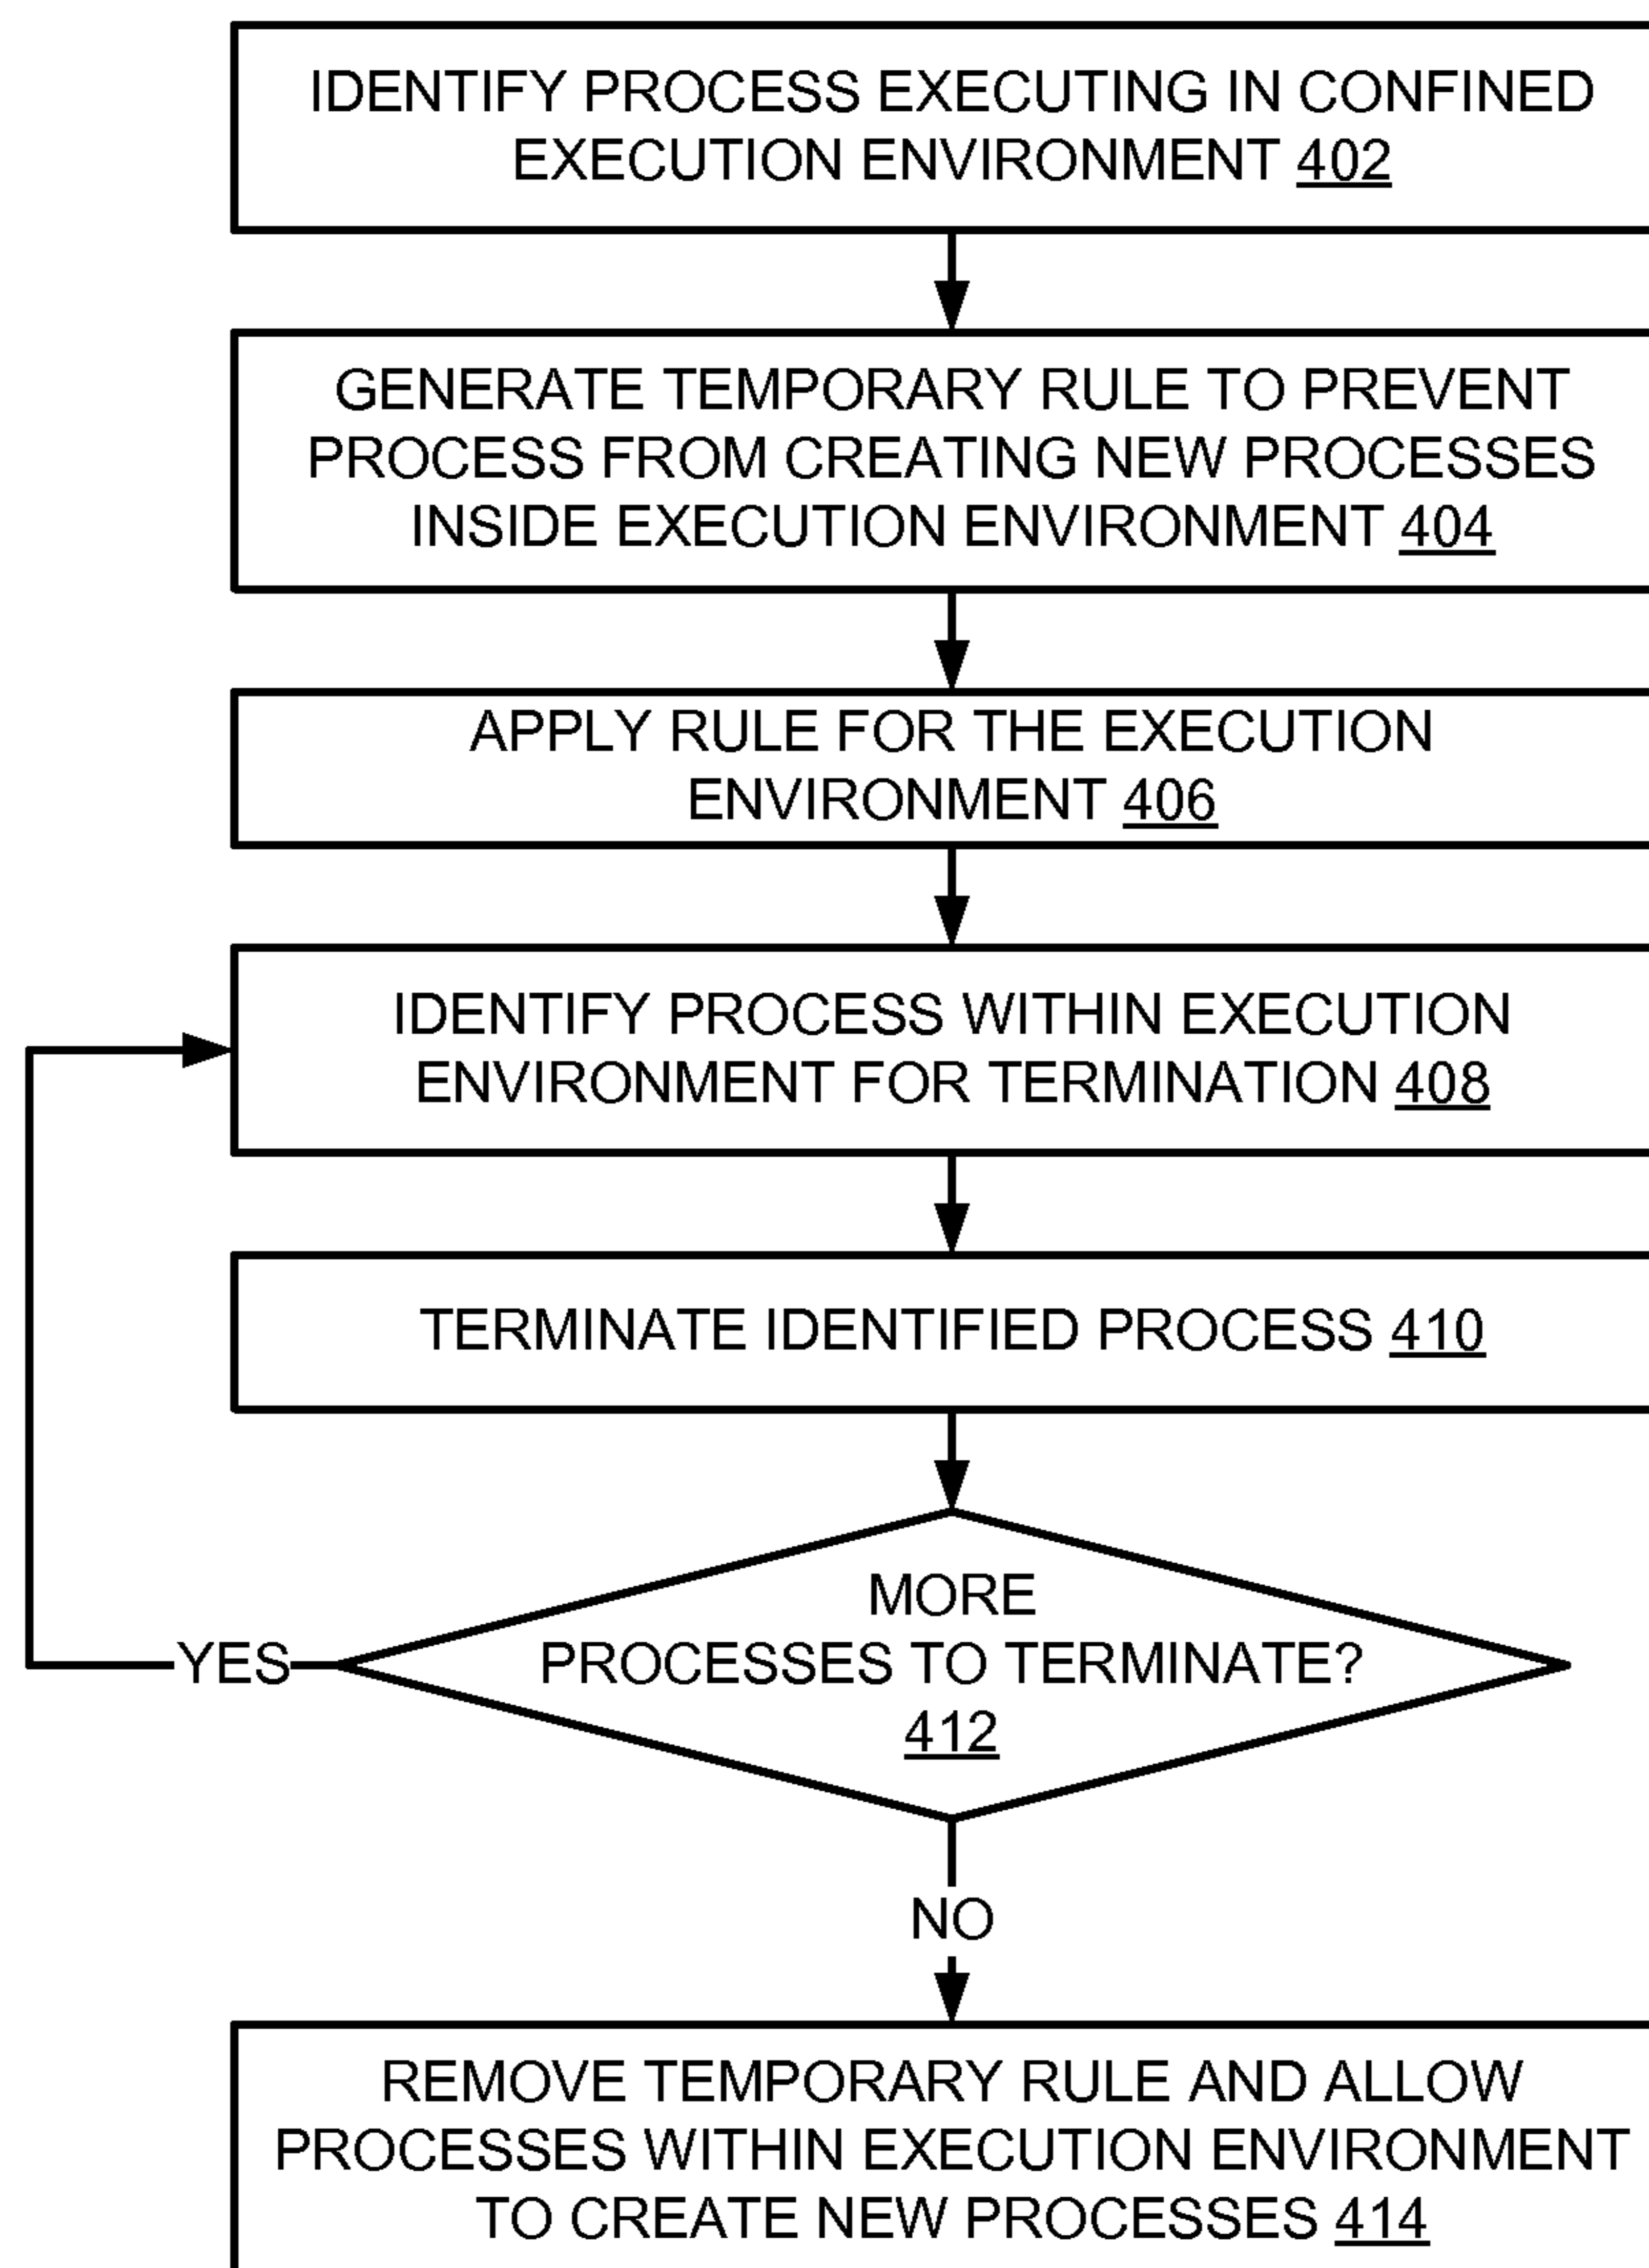 IDENTIFY PROCESS EXECUTING IN CONFINED
EXECUTION ENVIRONMENT 402
GENERATE TEMPORARY RULE TO PREVENT
PROCESS FROM CREATING NEW PROCESSES
INSIDE EXECUTION ENVIRONMENT 404
APPLY RULE FOR THE EXECUTION
ENVIRONMENT 406
IDENTIFY PROCESS WITHIN EXECUTION
ENVIRONMENT FOR TERMINATION 408
TERMINATE IDENTIFIED PROCESS 410
MORE
PROCESSES TO TERMINATE?
412
YES
NO
REMOVE TEMPORARY RULE AND ALLOW
PROCESSES WITHIN EXECUTION ENVIRONMENT
TO CREATE NEW PROCESSES 414